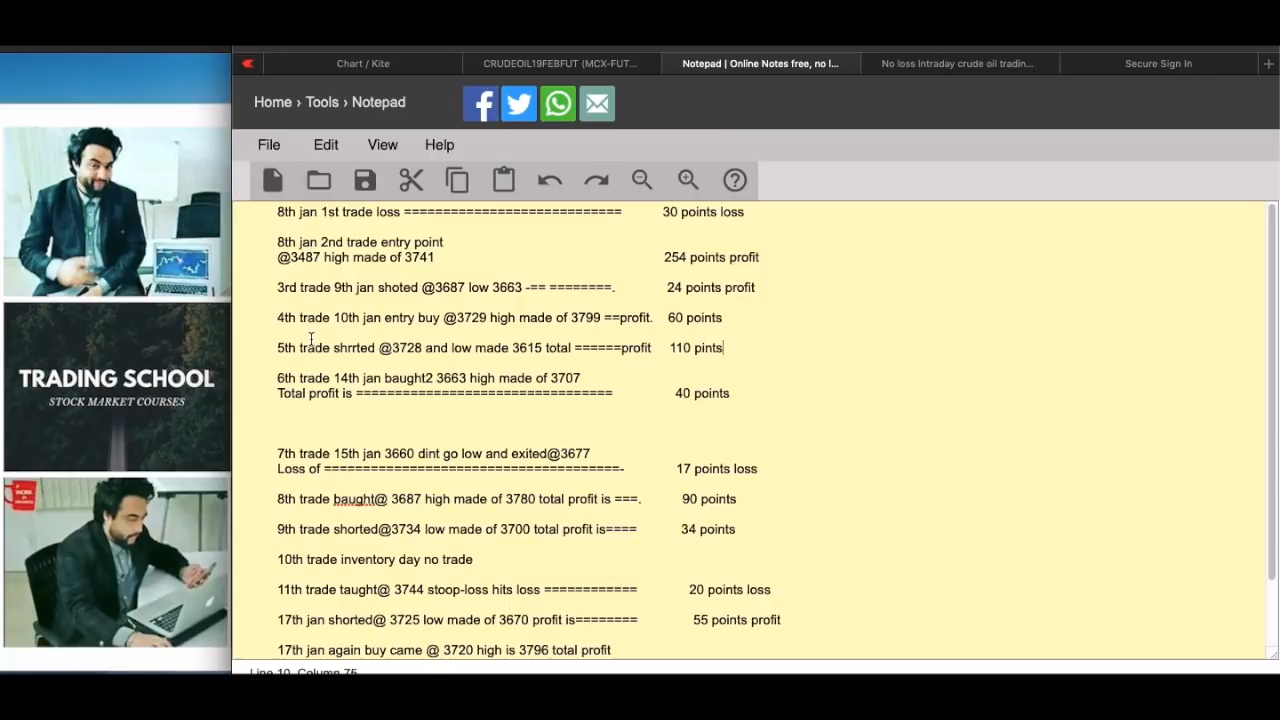 Chart / Kite
CRUDEOIL19FEBFUT (MCX-FUT...
Notepad | Online Notes free, no l...
No loss Intraday crude oil tradin...
Secure Sign In
Home › Tools › Notepad
File Edit View Help
8th jan 1st trade loss ============================ 30 points loss
8th jan 2nd trade entry point
@3487 high made of 3741 254 points profit
3rd trade 9th jan shoted @3687 low 3663 -== ========. 24 points profit
4th trade 10th jan entry buy @3729 high made of 3799 ==profit. 60 points
5th trade shrrted @3728 and low made 3615 total ======profit 110 pints
6th trade 14th jan baught2 3663 high made of 3707
Total profit is ================================= 40 points
7th trade 15th jan 3660 dint go low and exited@3677
Loss of ======================================- 17 points loss
8th trade baught@ 3687 high made of 3780 total profit is ===. 90 points
9th trade shorted@3734 low made of 3700 total profit is==== 34 points
10th trade inventory day no trade
11th trade taught@ 3744 stoop-loss hits loss ============ 20 points loss
17th jan shorted@ 3725 low made of 3670 profit is======== 55 points profit
17th jan again buy came @ 3720 high is 3796 total profit
Line 10, Column 75
TRADING SCHOOL
STOCK MARKET COURSES